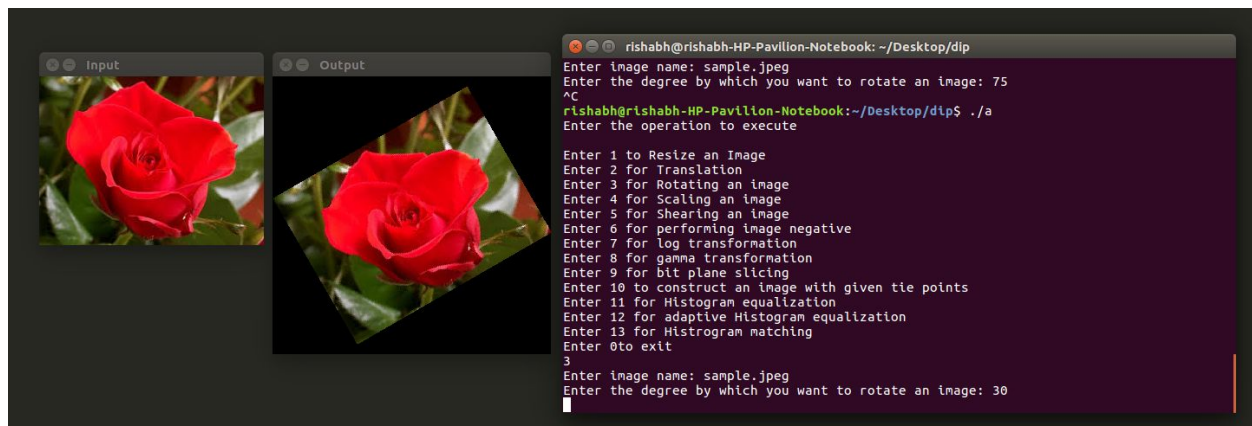 Input
Output
rishabh@rishabh-HP-Pavilion-Notebook: ~/Desktop/dip
Enter image name: sample.jpeg
Enter the degree by which you want to rotate an image: 75
^C
rishabh@rishabh-HP-Pavilion-Notebook:~/Desktop/dip$ ./a
Enter the operation to execute
Enter 1 to Resize an Image
Enter 2 for Translation
Enter 3 for Rotating an image
Enter 4 for Scaling an image
Enter 5 for Shearing an image
Enter 6 for performing image negative
Enter 7 for log transformation
Enter 8 for gamma transformation
Enter 9 for bit plane slicing
Enter 10 to construct an image with given tie points
Enter 11 for Histogram equalization
Enter 12 for adaptive Histogram equalization
Enter 13 for Histrogram matching
Enter 0to exit
3
Enter image name: sample.jpeg
Enter the degree by which you want to rotate an image: 30